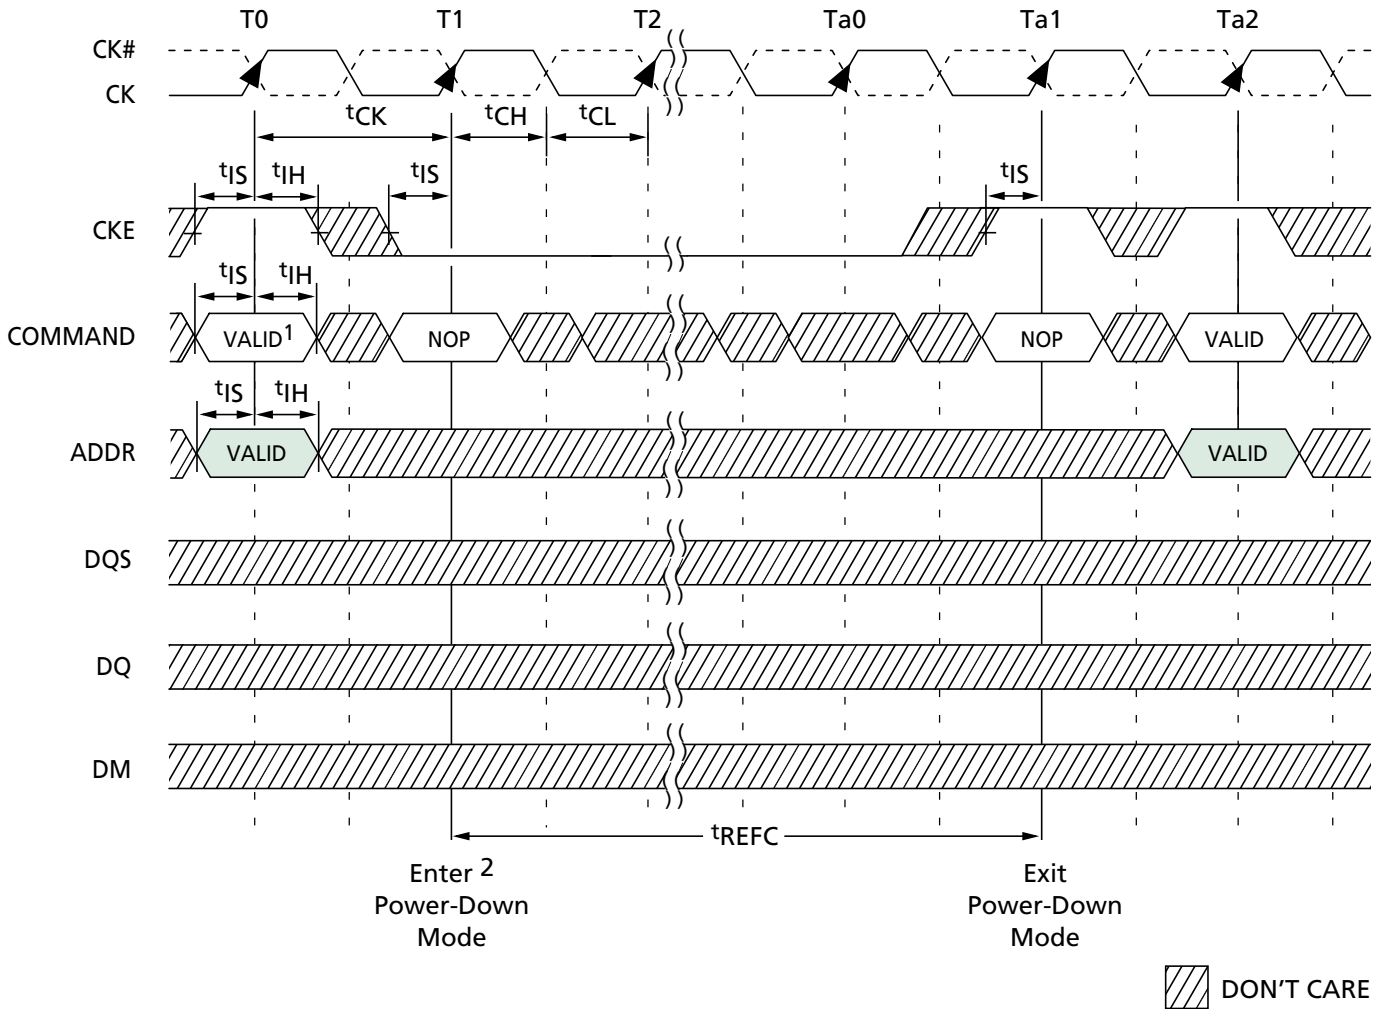 T0 T1 T2 Ta0 Ta1 Ta2
CK#
CK
tCK tCH tCL
tIS tIH tIS tIS
CKE
tIS tIH
COMMAND VALID1 NOP NOP VALID
tIS tIH
ADDR VALID VALID
DQS
DQ
DM
tREFC
Enter 2
Power-Down
Mode
Exit
Power-Down
Mode
DON'T CARE